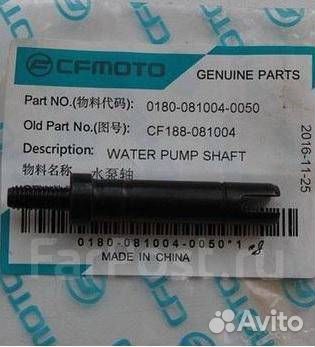 CFMOTO
GENUINE PARTS
Part NO.(物料代码): 0180-081004-0050
Old Part No.(图号): CF188-081004
Description: WATER PUMP SHAFT
物料名称: 水泵轴
0180-081004-0050*1
MADE IN CHINA
2016-11-25
FarPost.ru
Avito